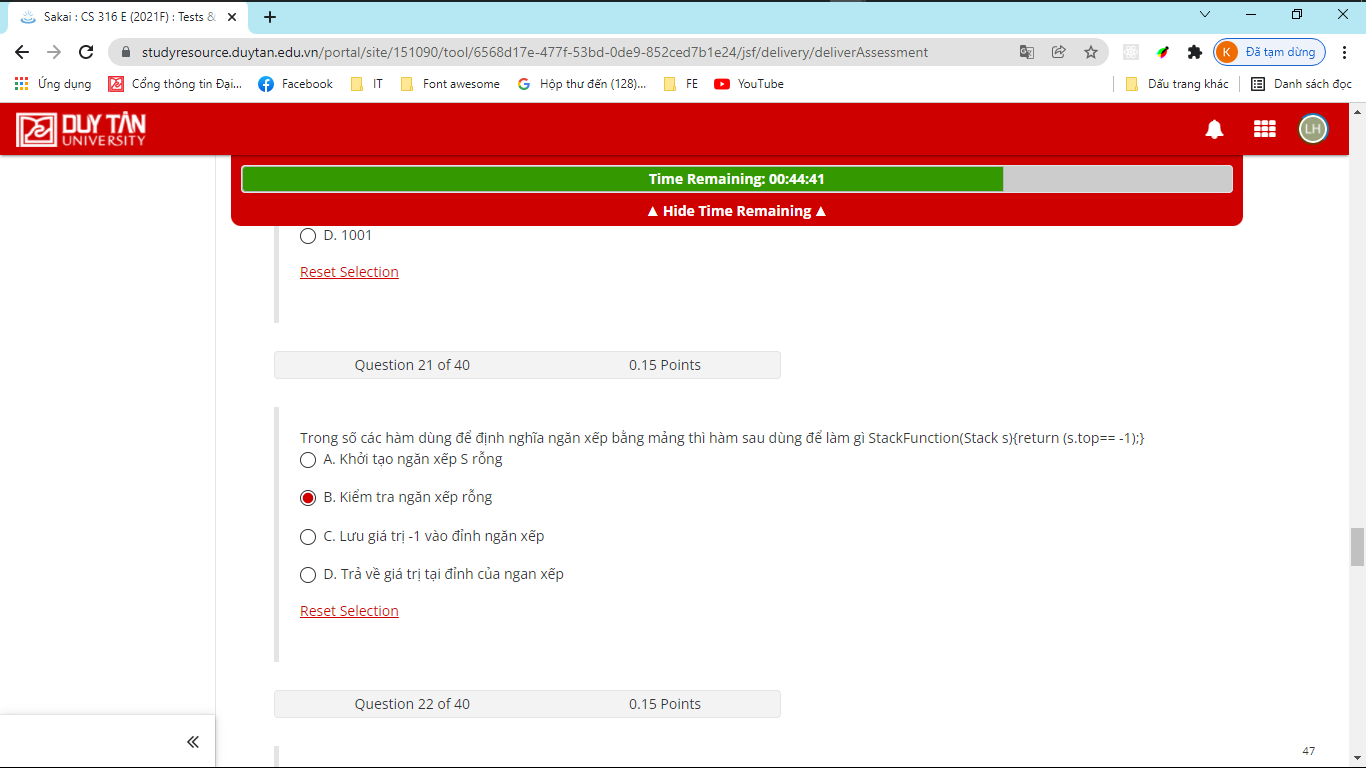 Sakai : CS 316 E (2021F) : Tests &
studyresource.duytan.edu.vn/portal/site/151090/tool/6568d17e-477f-53bd-0de9-852ced7b1e24/jsf/delivery/deliverAssessment
K Đã tạm dừng
Ứng dụng Cổng thông tin Đại... Facebook IT Font awesome Hộp thư đến (128)... FE YouTube Dấu trang khác Danh sách đọc
DUY TÂN
UNIVERSITY
LH
Time Remaining: 00:44:41
▲ Hide Time Remaining ▲
D. 1001
Reset Selection
Question 21 of 40 0.15 Points
Trong số các hàm dùng để định nghĩa ngăn xếp bằng mảng thì hàm sau dùng để làm gì StackFunction(Stack s){return (s.top== -1);}
A. Khởi tạo ngăn xếp S rỗng
B. Kiểm tra ngăn xếp rỗng
C. Lưu giá trị -1 vào đỉnh ngăn xếp
D. Trả về giá trị tại đỉnh của ngan xếp
Reset Selection
Question 22 of 40 0.15 Points
47